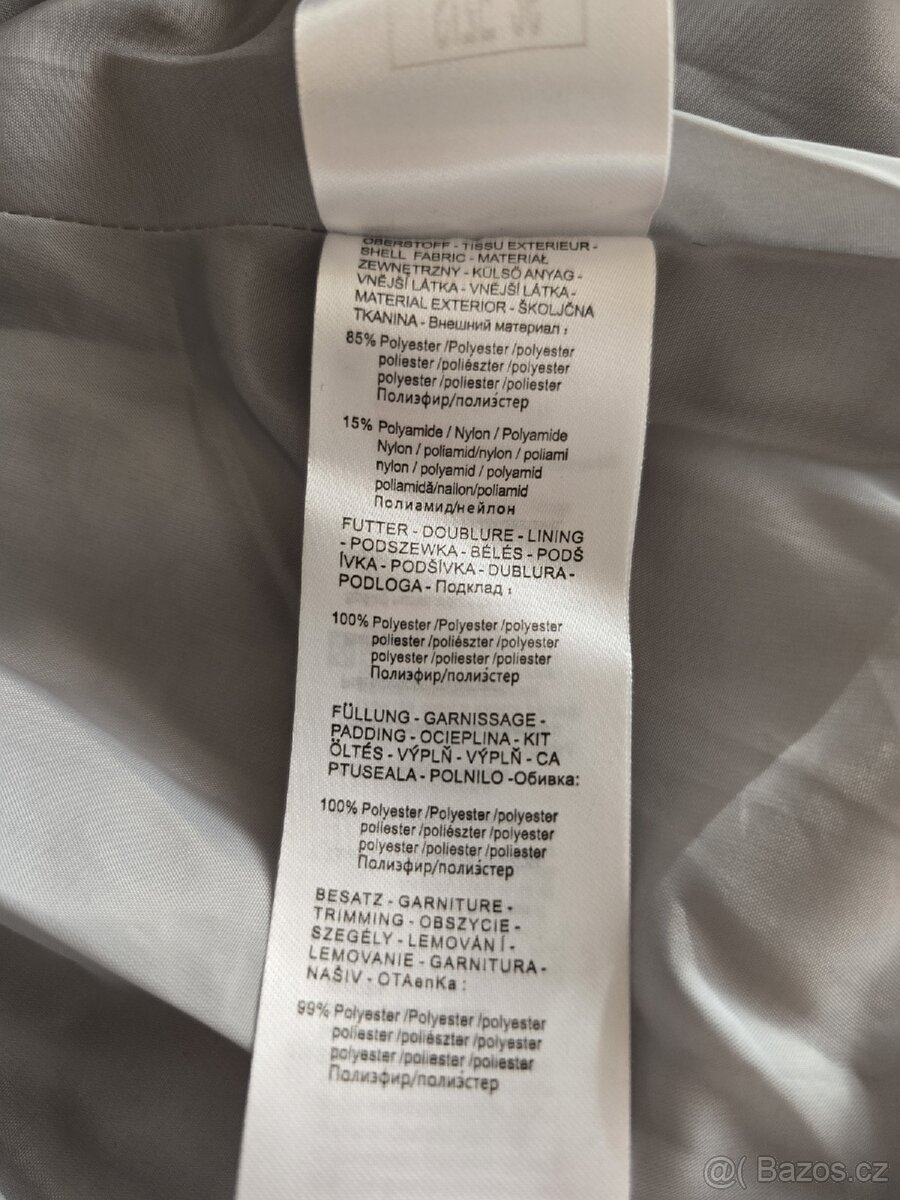 OBERSTOFF - TISSU EXTERIEUR -
SHELL FABRIC - MATERIAŁ
ZEWNĘTRZNY - KÜLSÖ ANYAG -
VNĚJŠÍ LÁTKA - VNĚJŠÍ LÁTKA -
MATERIAL EXTERIOR - ŠKOLJČNA
TKANINA - Внешний материал :
85% Polyester /Polyester /polyester
poliester /poliészter /polyester
polyester /poliester /poliester
Полиэфир/полиэстер
15% Polyamide / Nylon / Polyamide
Nylon / poliamid/nylon / poliami
nylon / polyamid / polyamid
poliamidă/nailon/poliamid
Полиамид/нейлон
FUTTER - DOUBLURE - LINING
- PODSZEWKA - BÉLÉS - PODŠ
ÍVKA - PODŠÍVKA - DUBLURA -
PODLOGA - Подклад :
100% Polyester /Polyester /polyester
poliester /poliészter /polyester
polyester /poliester /poliester
Полиэфир/полиэстер
FÜLLUNG - GARNISSAGE -
PADDING - OCIEPLINA - KIT
ÖLTÉS - VÝPLŇ - VÝPLŇ - CA
PTUSEALA - POLNILO -Обивка:
100% Polyester /Polyester /polyester
poliester /poliészter /polyester
polyester /poliester /poliester
Полиэфир/полиэстер
BESATZ - GARNITURE -
TRIMMING - OBSZYCIE -
SZEGÉLY - LEMOVÁNÍ -
LEMOVANIE - GARNITURA -
NAŠIV - OTAenKa :
99% Polyester /Polyester /polyester
poliester /poliészter /polyester
polyester /poliester /poliester
Полиэфир/полиэстер
@( Bazos.cz